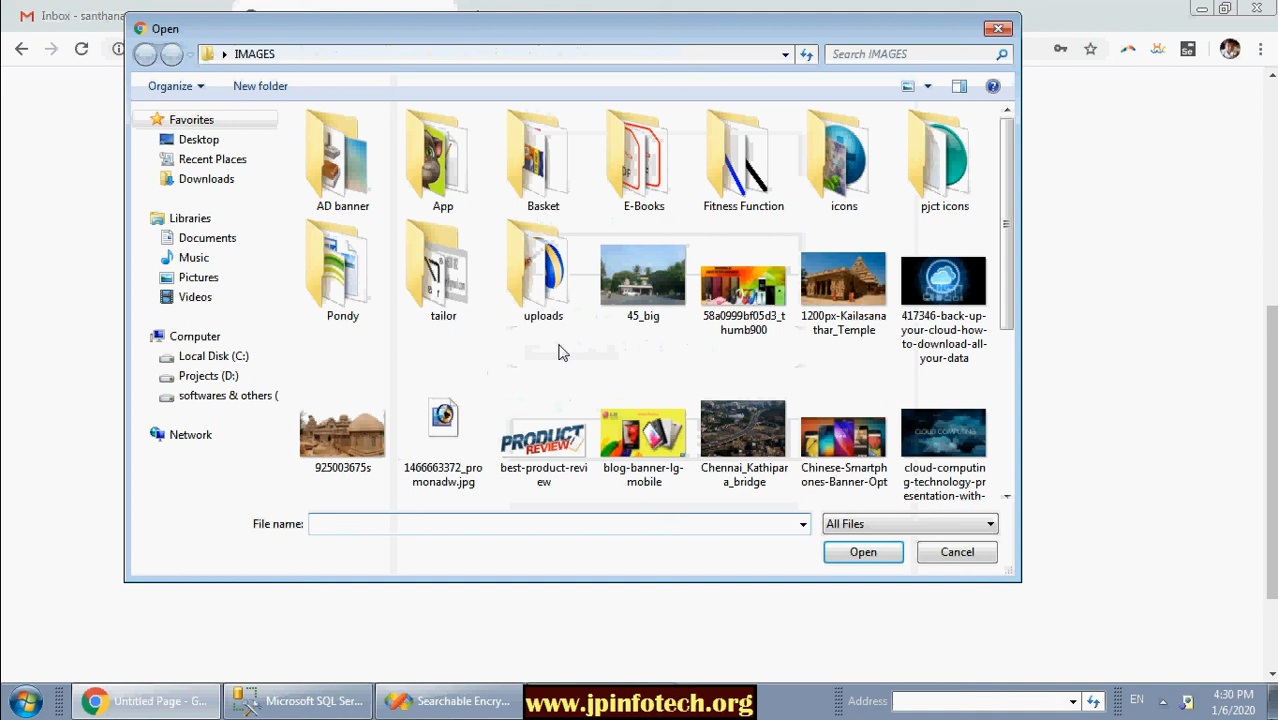 Inbox - santhana
Open
IMAGES
Search IMAGES
Organize
New folder
Favorites
Desktop
Recent Places
Downloads
Libraries
Documents
Music
Pictures
Videos
Computer
Local Disk (C:)
Projects (D:)
softwares & others (
Network
AD banner
App
Basket
E-Books
Fitness Function
icons
pjct icons
Pondy
tailor
uploads
45_big
58a0999bf05d3_t
humb900
1200px-Kailasana
thar_Temple
417346-back-up-
your-cloud-how-
to-download-all-
your-data
925003675s
1466663372_pro
monadw.jpg
PRODUCT
REVIEW
best-product-revi
ew
blog-banner-lg-
mobile
Chennai_Kathipar
a_bridge
Chinese-Smartph
ones-Banner-Opt
CLOUD COMPUTING
cloud-computin
g-technology-pr
esentation-with-
File name:
All Files
Open
Cancel
Se
Untitled Page - G...
Microsoft SQL Ser...
Searchable Encry...
www.jpinfotech.org
Address
EN
4:30 PM
1/6/2020